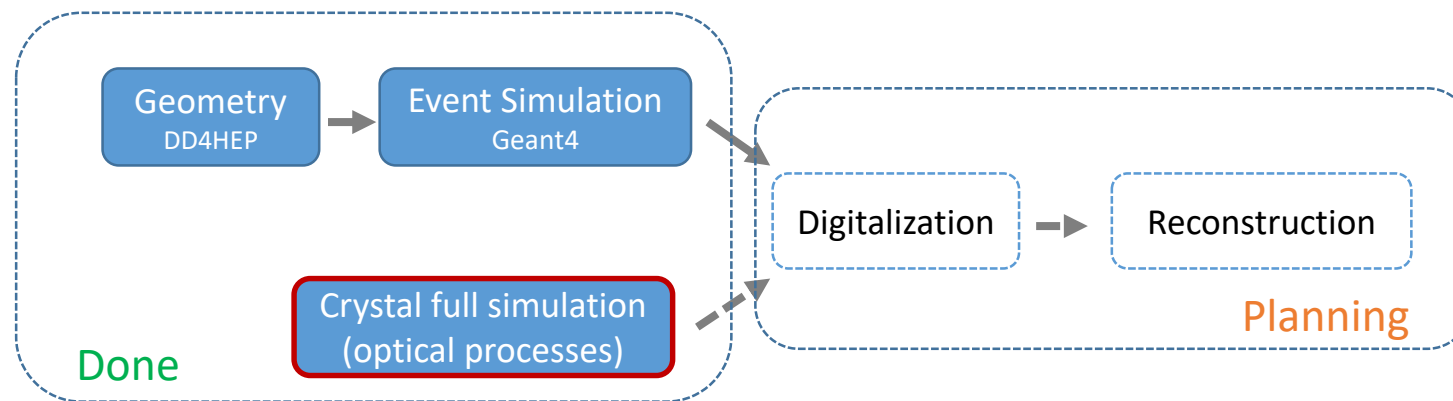 Geometry
DD4HEP
Event Simulation
Geant4
Crystal full simulation
(optical processes)
Done
Digitalization
Reconstruction
Planning